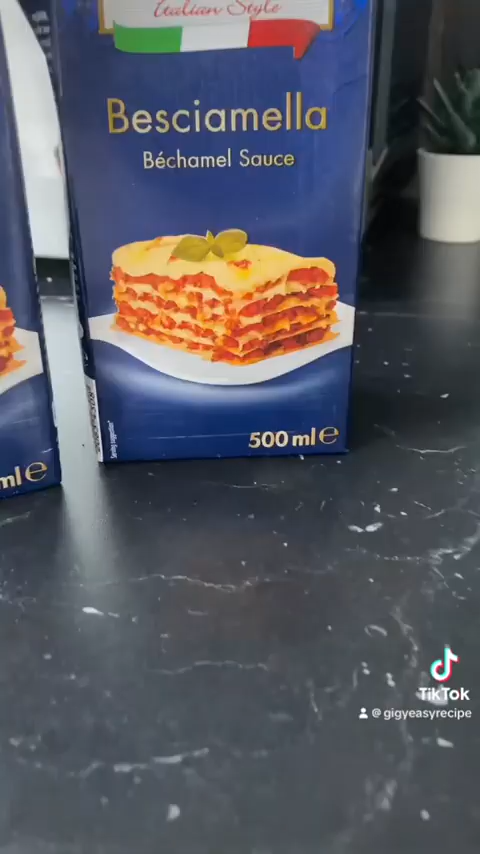 Italian Style
Besciamella
Béchamel Sauce
500 ml e
ml e
TikTok
@gigyeasyrecipe